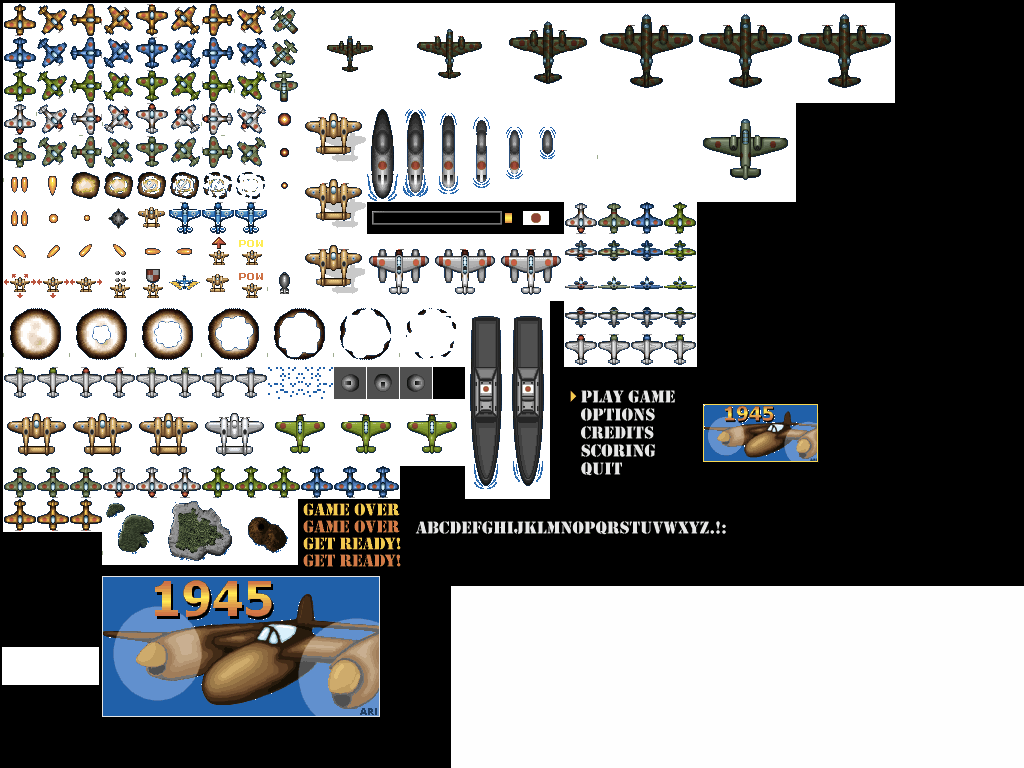 POW
POW
PLAY GAME
OPTIONS
CREDITS
SCORING
QUIT
1945
GAME OVER
GAME OVER
GET READY!
GET READY!
ABCDEFGHIJKLMNOPQRSTUVWXYZ.!:
1945
ARI